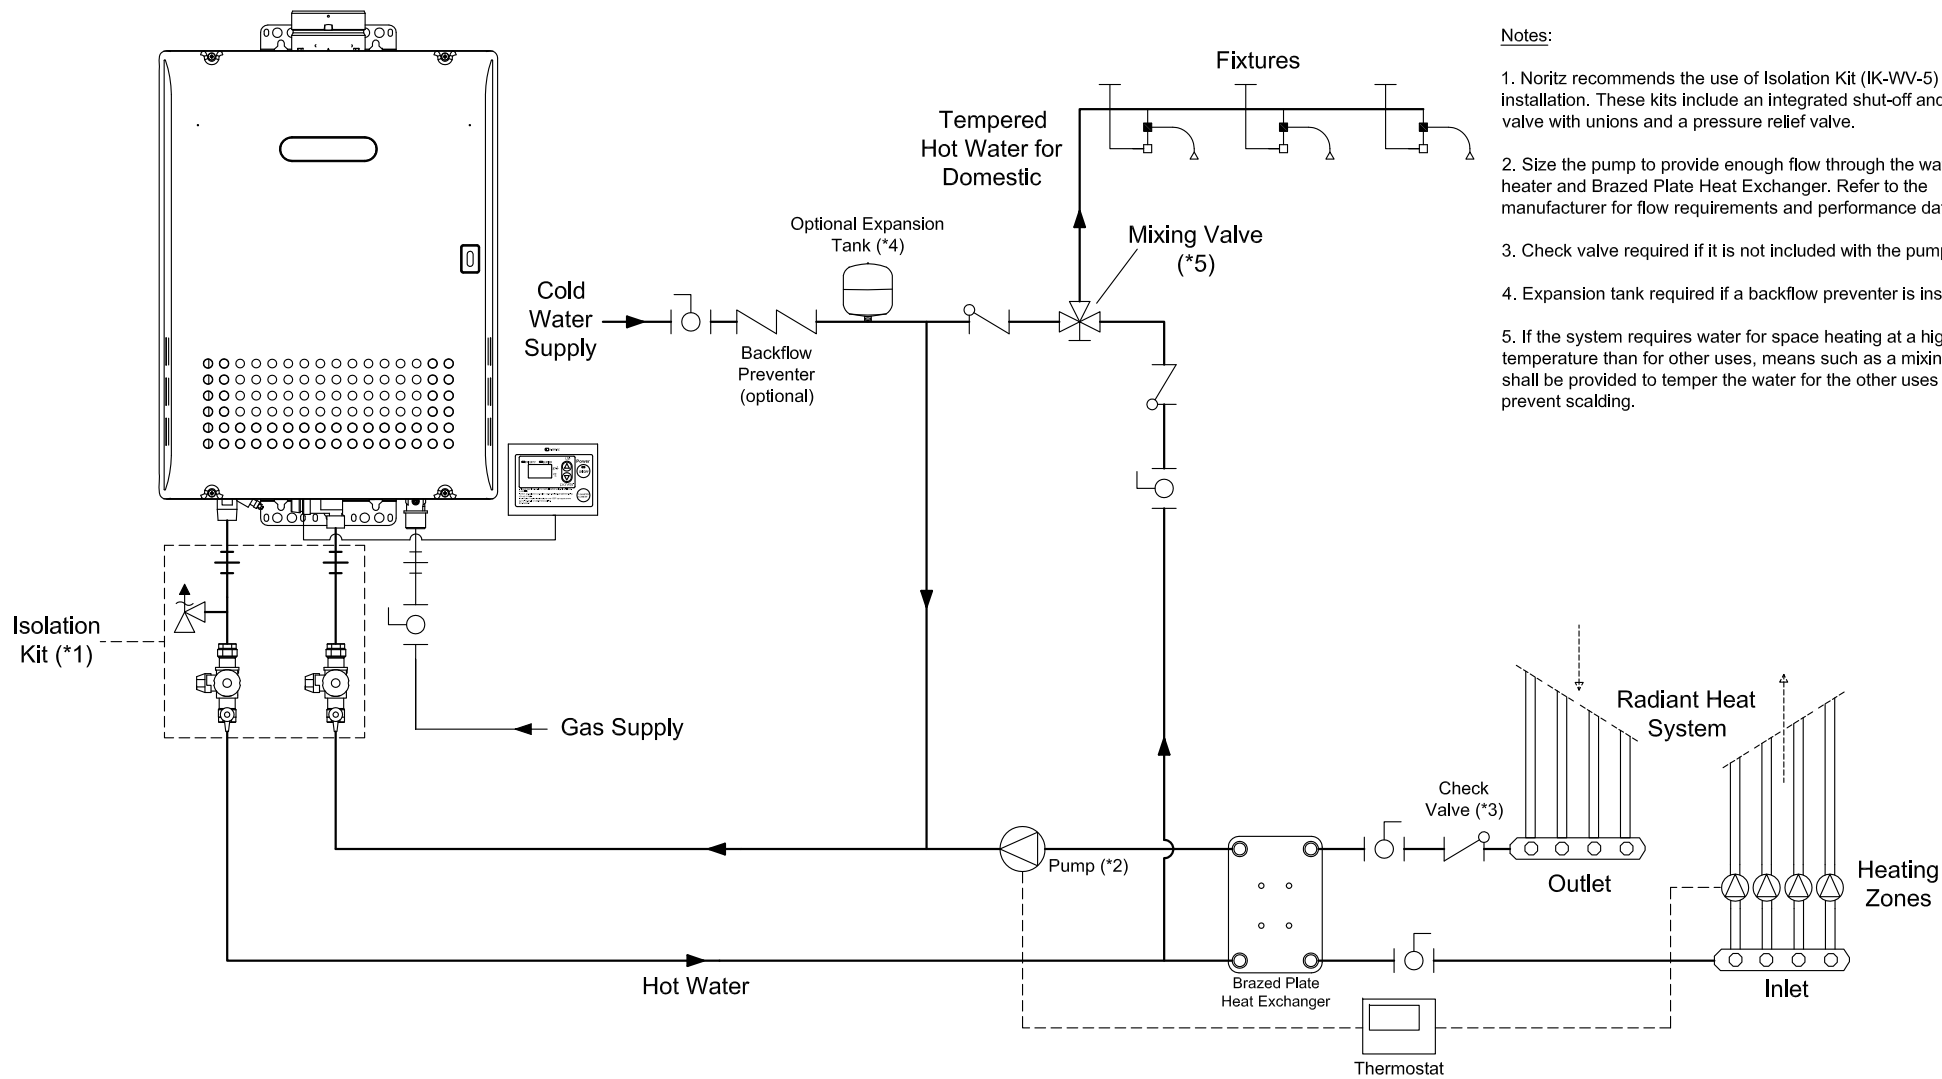 Notes:
1. Noritz recommends the use of Isolation Kit (IK-WV-5)
installation. These kits include an integrated shut-off and
valve with unions and a pressure relief valve.
2. Size the pump to provide enough flow through the wa
heater and Brazed Plate Heat Exchanger. Refer to the
manufacturer for flow requirements and performance da
3. Check valve required if it is not included with the pump
4. Expansion tank required if a backflow preventer is ins
5. If the system requires water for space heating at a hig
temperature than for other uses, means such as a mixin
shall be provided to temper the water for the other uses
prevent scalding.
Fixtures
Tempered
Hot Water for
Domestic
Optional Expansion
Tank (*4)
Mixing Valve
(*5)
Cold
Water
Supply
Backflow
Preventer
(optional)
Power
Isolation
Kit (*1)
Gas Supply
Radiant Heat
System
Check
Valve (*3)
Pump (*2)
Outlet
Heating
Zones
Hot Water
Brazed Plate
Heat Exchanger
Inlet
Thermostat